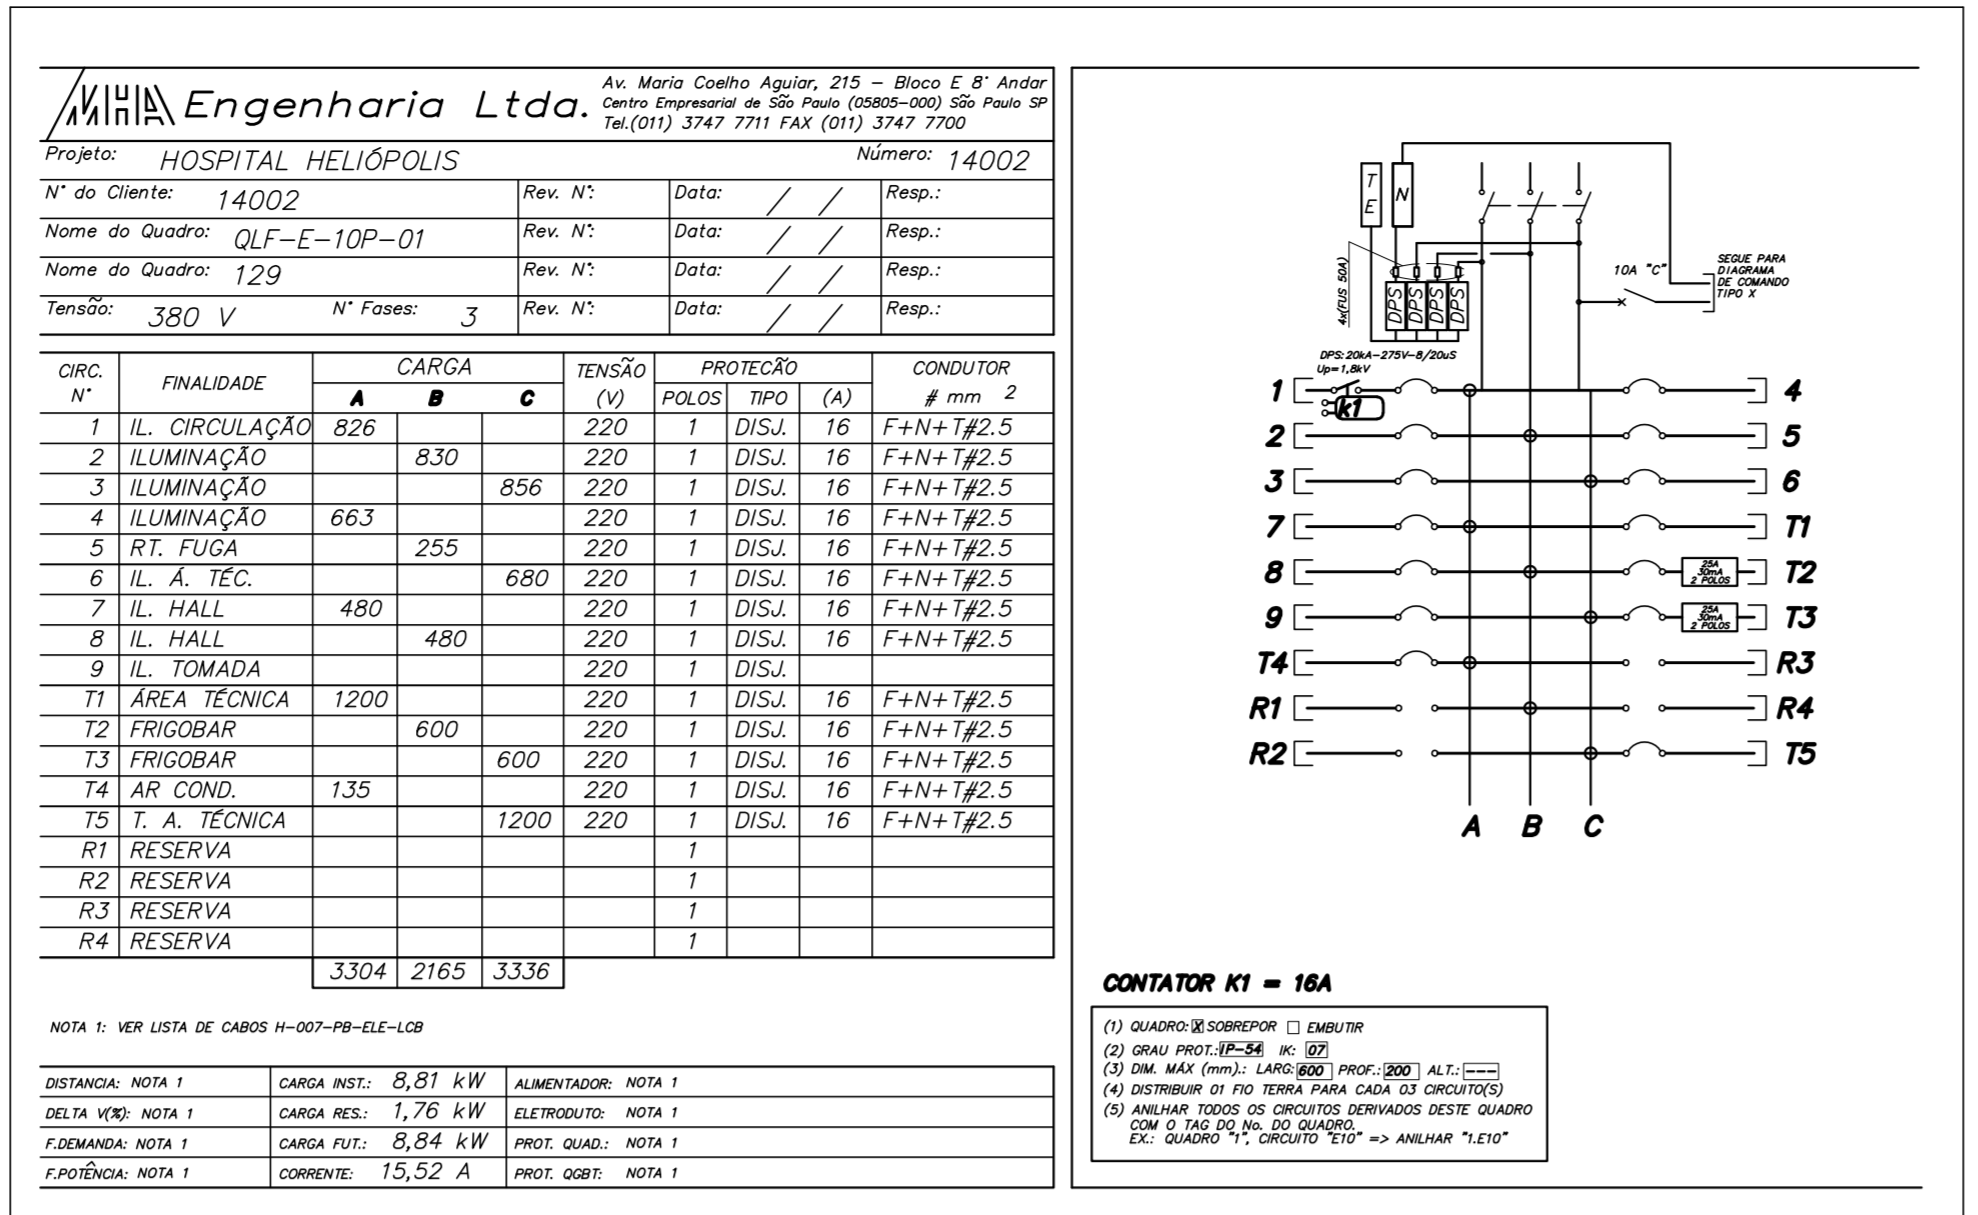 MHA Engenharia Ltda.
Av. Maria Coelho Aguiar, 215 – Bloco E 8° Andar
Centro Empresarial de São Paulo (05805–000) São Paulo SP
Tel.(011) 3747 7711 FAX (011) 3747 7700
Projeto: HOSPITAL HELIÓPOLIS Número: 14002
N° do Cliente: 14002 Rev. N°: Data: / / Resp.:
Nome do Quadro: QLF–E–10P–01 Rev. N°: Data: / / Resp.:
Nome do Quadro: 129 Rev. N°: Data: / / Resp.:
Tensão: 380 V N° Fases: 3 Rev. N°: Data: / / Resp.:
CIRC. N° FINALIDADE CARGA TENSÃO (V) PROTECÃO CONDUTOR # mm 2
A B C POLOS TIPO (A)
1 IL. CIRCULAÇÃO 826 220 1 DISJ. 16 F+N+T#2.5
2 ILUMINAÇÃO 830 220 1 DISJ. 16 F+N+T#2.5
3 ILUMINAÇÃO 856 220 1 DISJ. 16 F+N+T#2.5
4 ILUMINAÇÃO 663 220 1 DISJ. 16 F+N+T#2.5
5 RT. FUGA 255 220 1 DISJ. 16 F+N+T#2.5
6 IL. Á. TÉC. 680 220 1 DISJ. 16 F+N+T#2.5
7 IL. HALL 480 220 1 DISJ. 16 F+N+T#2.5
8 IL. HALL 480 220 1 DISJ. 16 F+N+T#2.5
9 IL. TOMADA 220 1 DISJ.
T1 ÁREA TÉCNICA 1200 220 1 DISJ. 16 F+N+T#2.5
T2 FRIGOBAR 600 220 1 DISJ. 16 F+N+T#2.5
T3 FRIGOBAR 600 220 1 DISJ. 16 F+N+T#2.5
T4 AR COND. 135 220 1 DISJ. 16 F+N+T#2.5
T5 T. A. TÉCNICA 1200 220 1 DISJ. 16 F+N+T#2.5
R1 RESERVA 1
R2 RESERVA 1
R3 RESERVA 1
R4 RESERVA 1
3304 2165 3336
NOTA 1: VER LISTA DE CABOS H–007–PB–ELE–LCB
DISTANCIA: NOTA 1 CARGA INST.: 8,81 kW ALIMENTADOR: NOTA 1
DELTA V(%): NOTA 1 CARGA RES.: 1,76 kW ELETRODUTO: NOTA 1
F.DEMANDA: NOTA 1 CARGA FUT.: 8,84 kW PROT. QUAD.: NOTA 1
F.POTÊNCIA: NOTA 1 CORRENTE: 15,52 A PROT. QGBT: NOTA 1
TE
N
4x(FUS 50A)
DPS DPS DPS DPS
DPS: 20kA–275V–8/20uS
Up=1,8kV
10A "C"
SEGUE PARA
DIAGRAMA
DE COMANDO
TIPO X
1 k1 4
2 5
3 6
7 T1
8 25A 30mA 2 POLOS T2
9 25A 30mA 2 POLOS T3
T4 R3
R1 R4
R2 T5
A B C
CONTATOR K1 = 16A
(1) QUADRO: X SOBREPOR EMBUTIR
(2) GRAU PROT.: IP–54 IK: 07
(3) DIM. MÁX (mm).: LARG: 600 PROF.: 200 ALT.: –––
(4) DISTRIBUIR 01 FIO TERRA PARA CADA 03 CIRCUITO(S)
(5) ANILHAR TODOS OS CIRCUITOS DERIVADOS DESTE QUADRO
COM O TAG DO No. DO QUADRO.
EX.: QUADRO "1", CIRCUITO "E10" => ANILHAR "1.E10"